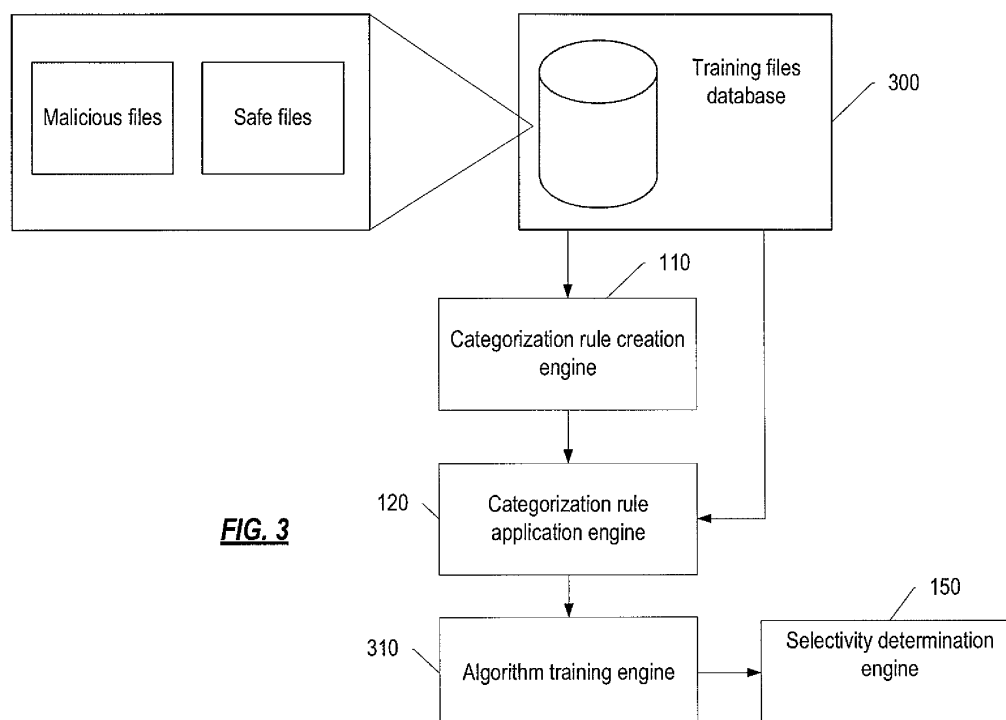 Malicious files
Safe files
Training files
database
300
110
Categorization rule creation
engine
120
Categorization rule
application engine
FIG. 3
150
310
Algorithm training engine
Selectivity determination
engine